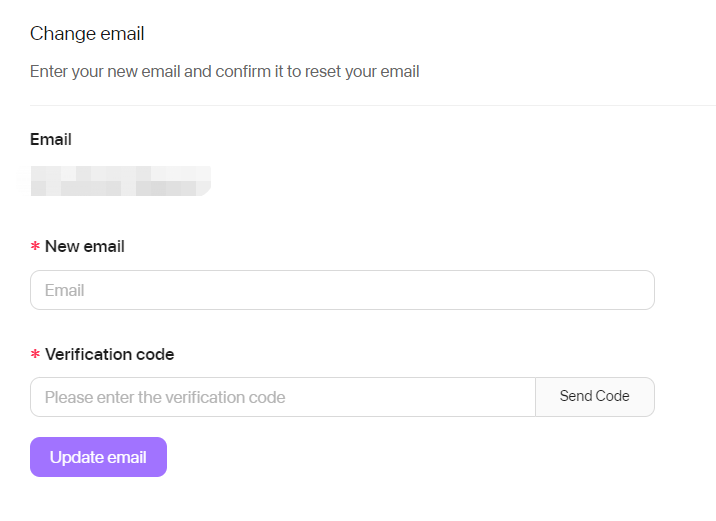 Change email
Enter your new email and confirm it to reset your email
Email
* New email
Email
* Verification code
Please enter the verification code
Send Code
Update email